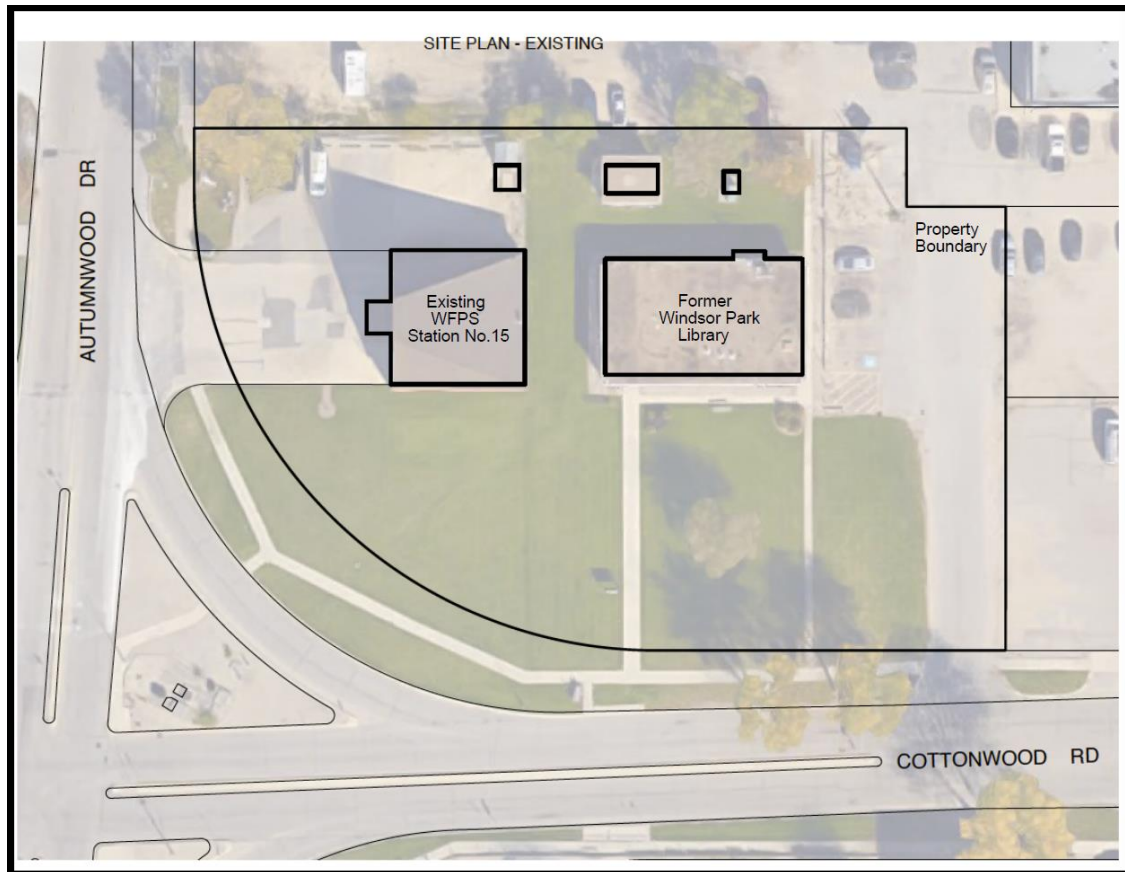 SITE PLAN - EXISTING
AUTUMNWOOD DR
Property
Boundary
Existing
WFPS
Station No.15
Former
Windsor Park
Library
COTTONWOOD RD